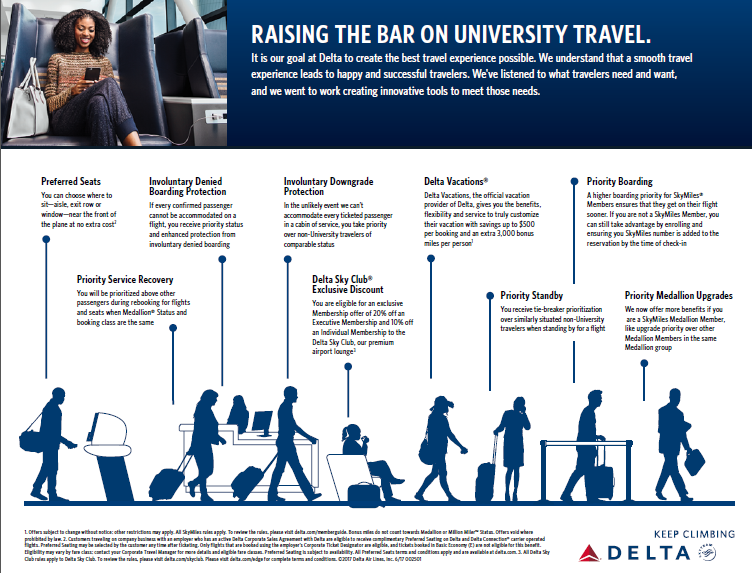 RAISING THE BAR ON UNIVERSITY TRAVEL.
It is our goal at Delta to create the best travel experience possible. We understand that a smooth travel
experience leads to happy and successful travelers. We've listened to what travelers need and want,
and we went to work creating innovative tools to meet those needs.
Preferred Seats
You can choose where to
sit—aisle, exit row or
window—near the front of
the plane at no extra cost²
Involuntary Denied
Boarding Protection
If every confirmed passenger
cannot be accommodated on a
flight, you receive priority status
and enhanced protection from
involuntary denied boarding
Involuntary Downgrade
Protection
In the unlikely event we can't
accommodate every ticketed passenger
in a cabin of service, you take priority
over non-University travelers of
comparable status
Delta Vacations®
Delta Vacations, the official vacation
provider of Delta, gives you the benefits,
flexibility and service to truly customize
your vacation with savings up to $500
per booking and an extra 3,000 bonus
miles per person¹
Priority Boarding
A higher boarding priority for SkyMiles®
Members ensures that they get on their flight
sooner. If you are not a SkyMiles Member, you
can still take advantage by enrolling and
ensuring you SkyMiles number is added to the
reservation by the time of check-in
Priority Service Recovery
You will be prioritized above other
passengers during rebooking for flights
and seats when Medallion® Status and
booking class are the same
Delta Sky Club®
Exclusive Discount
You are eligible for an exclusive
Membership offer of 20% off an
Executive Membership and 10% off
an Individual Membership to the
Delta Sky Club, our premium
airport lounge³
Priority Standby
You receive tie-breaker prioritization
over similarly situated non-University
travelers when standing by for a flight
Priority Medallion Upgrades
We now offer more benefits if you
are a SkyMiles Medallion Member,
like upgrade priority over other
Medallion Members in the same
Medallion group
1. Offers subject to change without notice; other restrictions may apply. All SkyMiles rules apply. To review the rules, please visit delta.com/memberguide. Bonus miles do not count towards Medallion or Million Miler™ Status. Offers void where
prohibited by law. 2. Customers traveling on company business with an employer who has an active Delta Corporate Sales Agreement with Delta are eligible to receive complimentary Preferred Seating on Delta and Delta Connection® carrier operated
flights. Preferred Seating may be selected by the customer any time after ticketing. Only flights that are booked using the employer's Corporate Ticket Designator are eligible, and tickets booked in Basic Economy (E) are not eligible for this benefit.
Eligibility may vary by fare class; contact your Corporate Travel Manager for more details and eligible fare classes. Preferred Seating is subject to availability. All Preferred Seats terms and conditions apply and are available at delta.com. 3. All Delta Sky
Club rules apply to Delta Sky Club. To review the rules, please visit delta.com/skyclub. Please visit delta.com/edge for complete terms and conditions. ©2017 Delta Air Lines, Inc. 6/17 002501
KEEP CLIMBING
DELTA